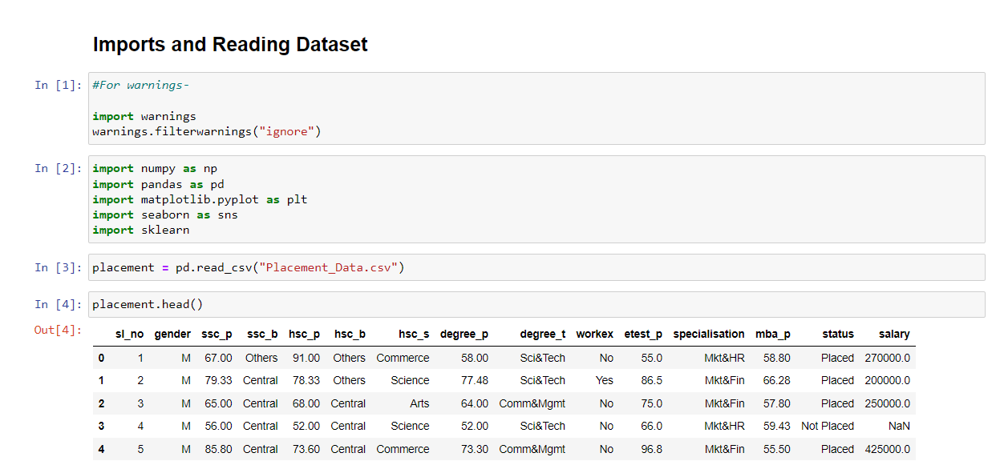 Imports and Reading Dataset
In [1]: #For warnings-
import warnings
warnings.filterwarnings("ignore")
In [2]: import numpy as np
import pandas as pd
import matplotlib.pyplot as plt
import seaborn as sns
import sklearn
In [3]: placement = pd.read_csv("Placement_Data.csv")
In [4]: placement.head()
Out[4]:
sl_no gender ssc_p ssc_b hsc_p hsc_b hsc_s degree_p degree_t workex etest_p specialisation mba_p status salary
0 1 M 67.00 Others 91.00 Others Commerce 58.00 Sci&Tech No 55.0 Mkt&HR 58.80 Placed 270000.0
1 2 M 79.33 Central 78.33 Others Science 77.48 Sci&Tech Yes 86.5 Mkt&Fin 66.28 Placed 200000.0
2 3 M 65.00 Central 68.00 Central Arts 64.00 Comm&Mgmt No 75.0 Mkt&Fin 57.80 Placed 250000.0
3 4 M 56.00 Central 52.00 Central Science 52.00 Sci&Tech No 66.0 Mkt&HR 59.43 Not Placed NaN
4 5 M 85.80 Central 73.60 Central Commerce 73.30 Comm&Mgmt No 96.8 Mkt&Fin 55.50 Placed 425000.0